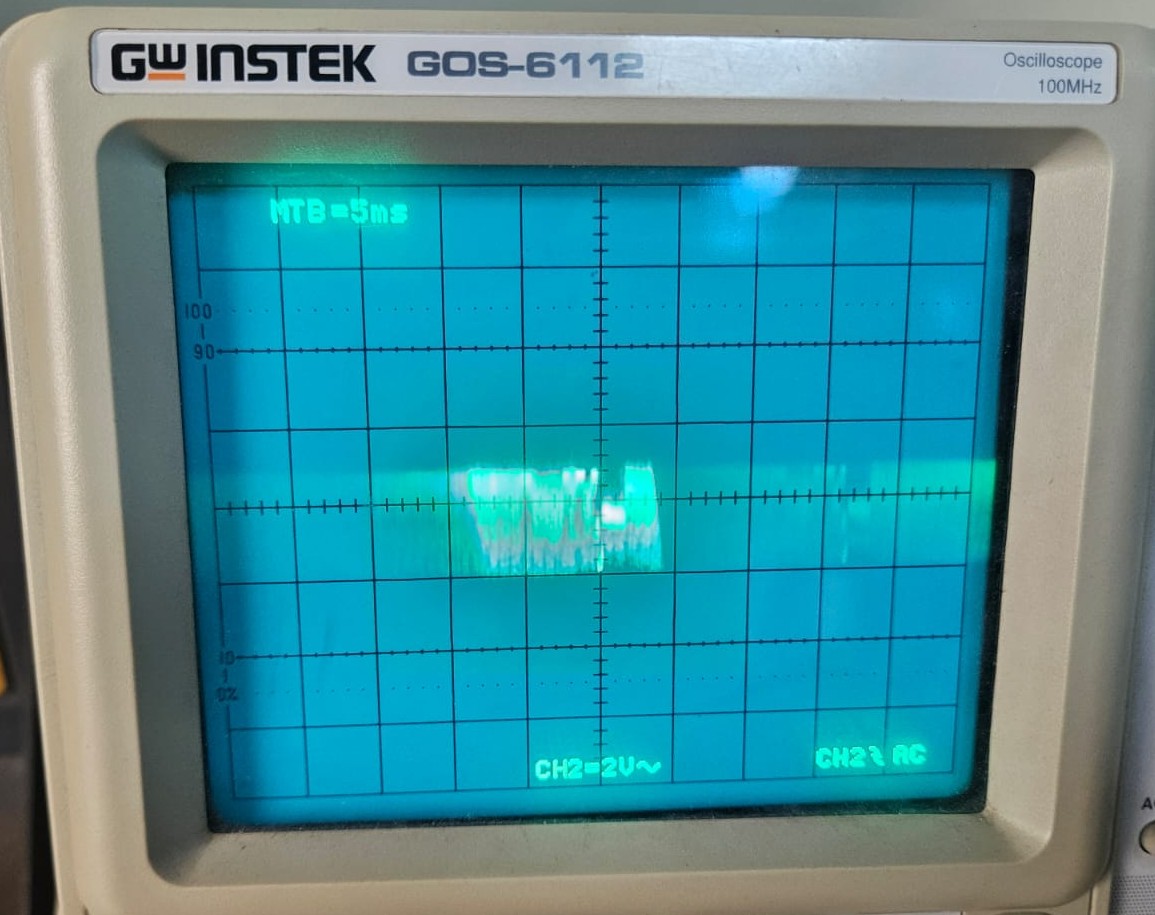 GW INSTEK GOS-6112
Oscilloscope
100MHz
MTB=5ms
100
90
10
0%
CH2=2V~
CH2 AC